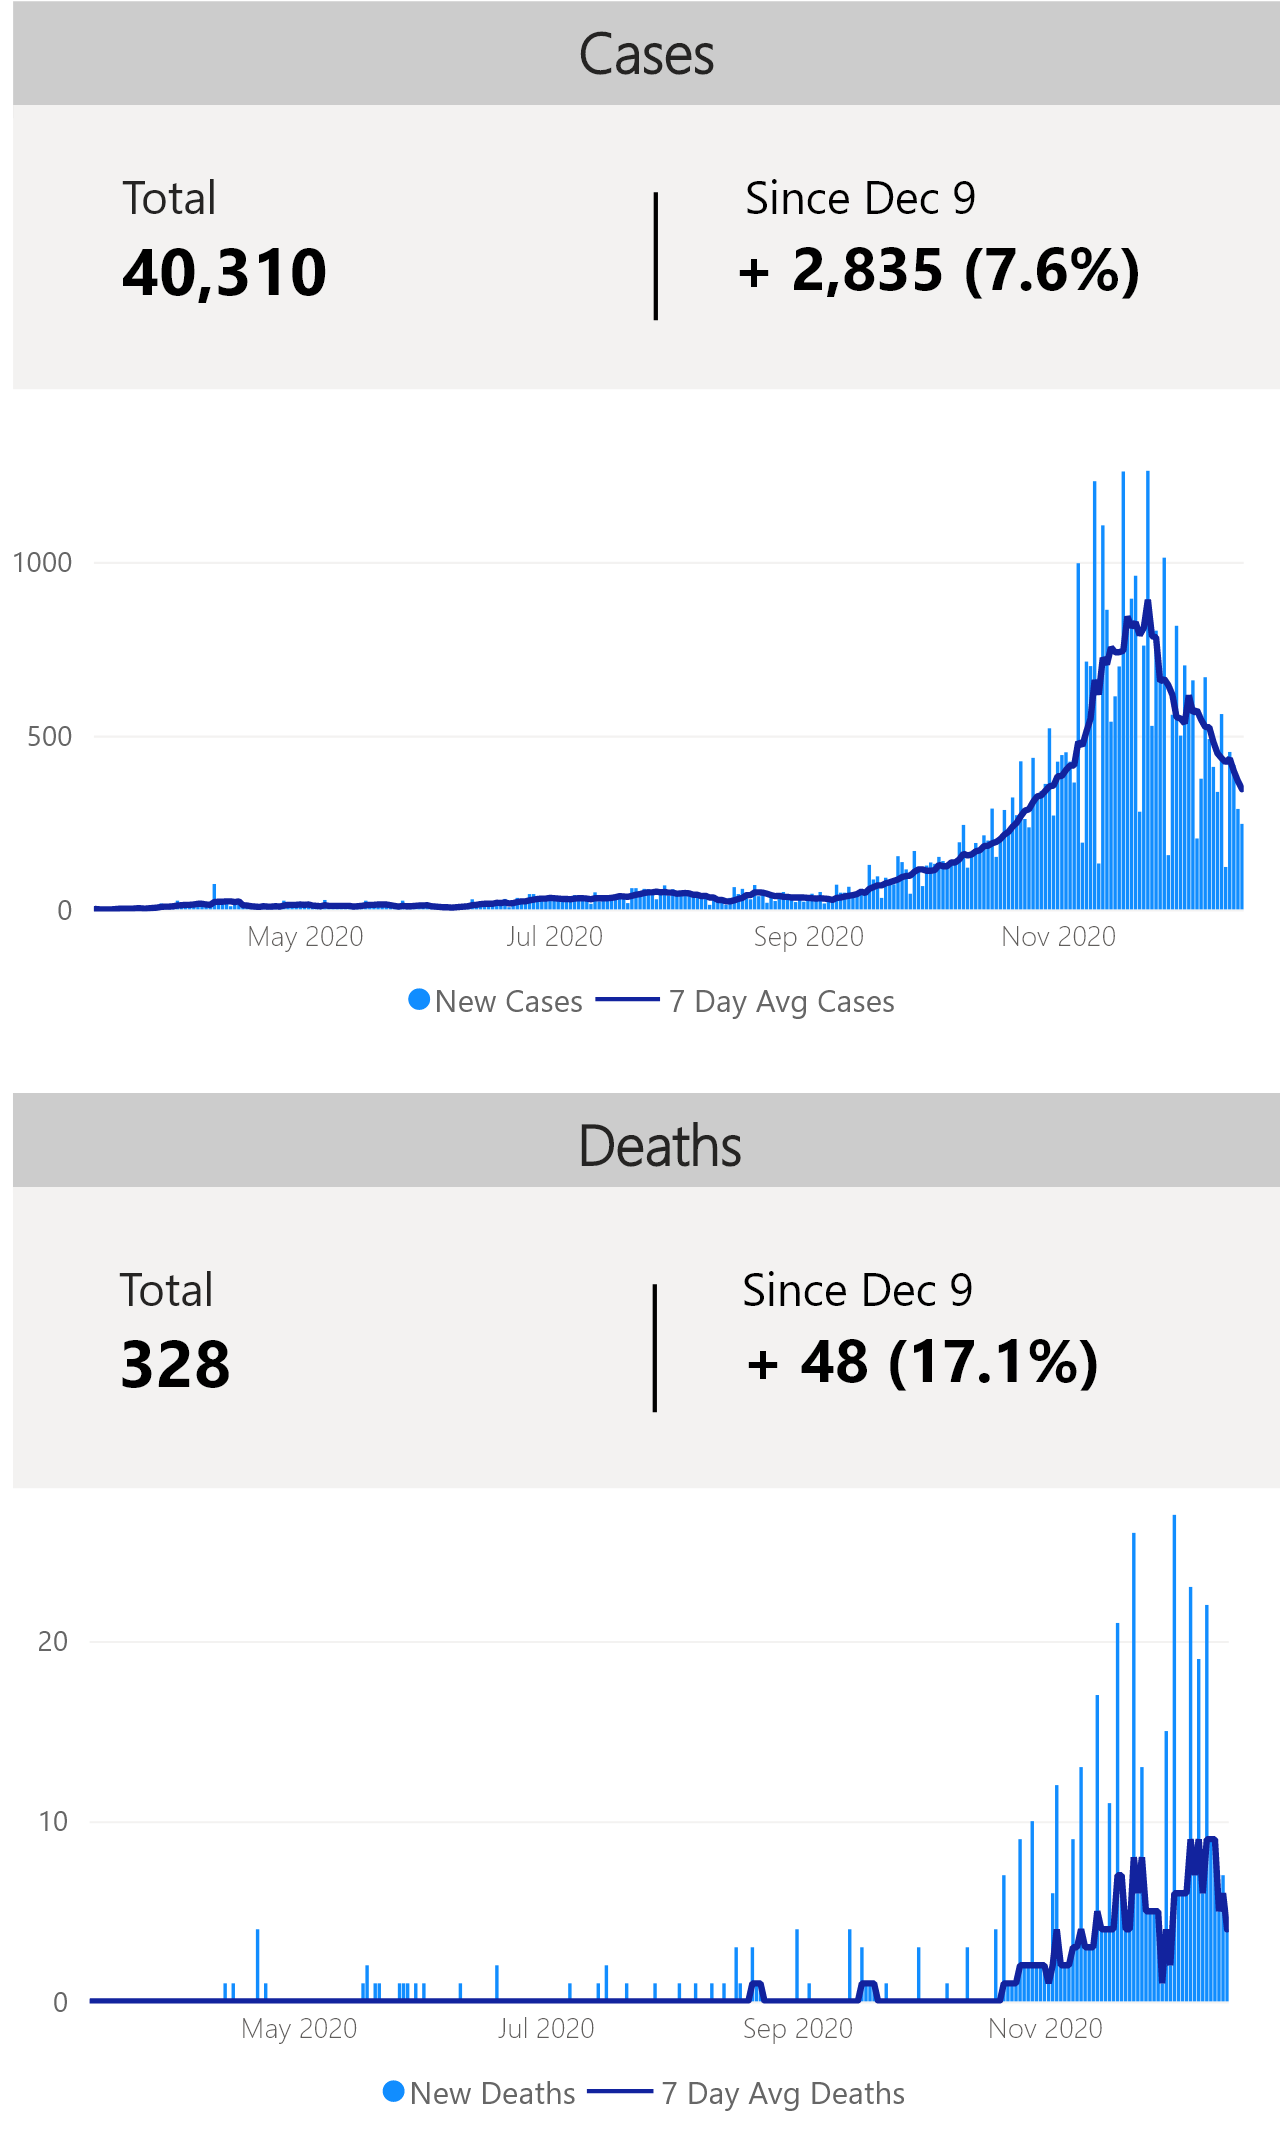 Cases
Total
Since Dec 9
40,310
+ 2,835 (7.6%)
1000
500
0
May 2020
Jul 2020
Sep 2020
Nov 2020
New Cases
7 Day Avg Cases
Deaths
Total
Since Dec 9
328
+ 48 (17.1%)
20
10
0
May 2020
Jul 2020
Sep 2020
Nov 2020
New Deaths
7 Day Avg Deaths